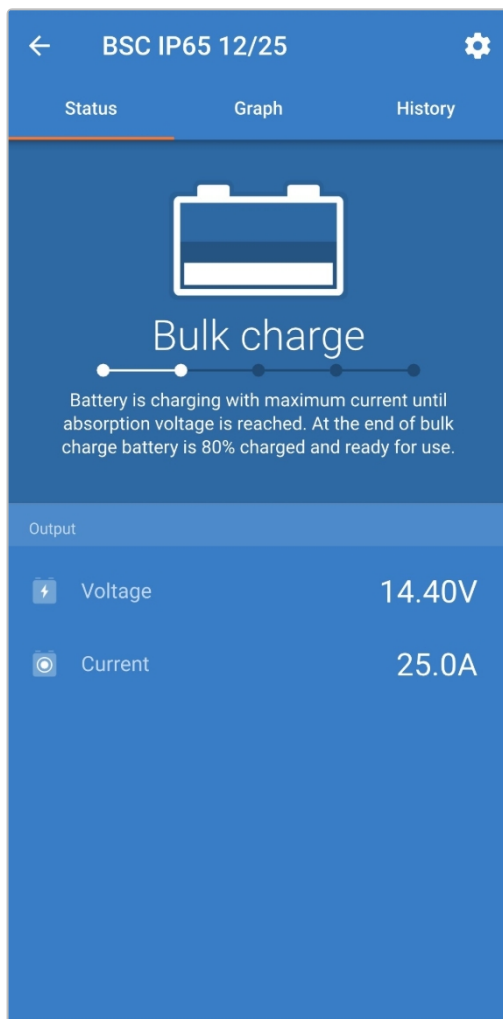 BSC IP65 12/25
Status Graph History
Bulk charge
Battery is charging with maximum current until
absorption voltage is reached. At the end of bulk
charge battery is 80% charged and ready for use.
Output
Voltage 14.40V
Current 25.0A